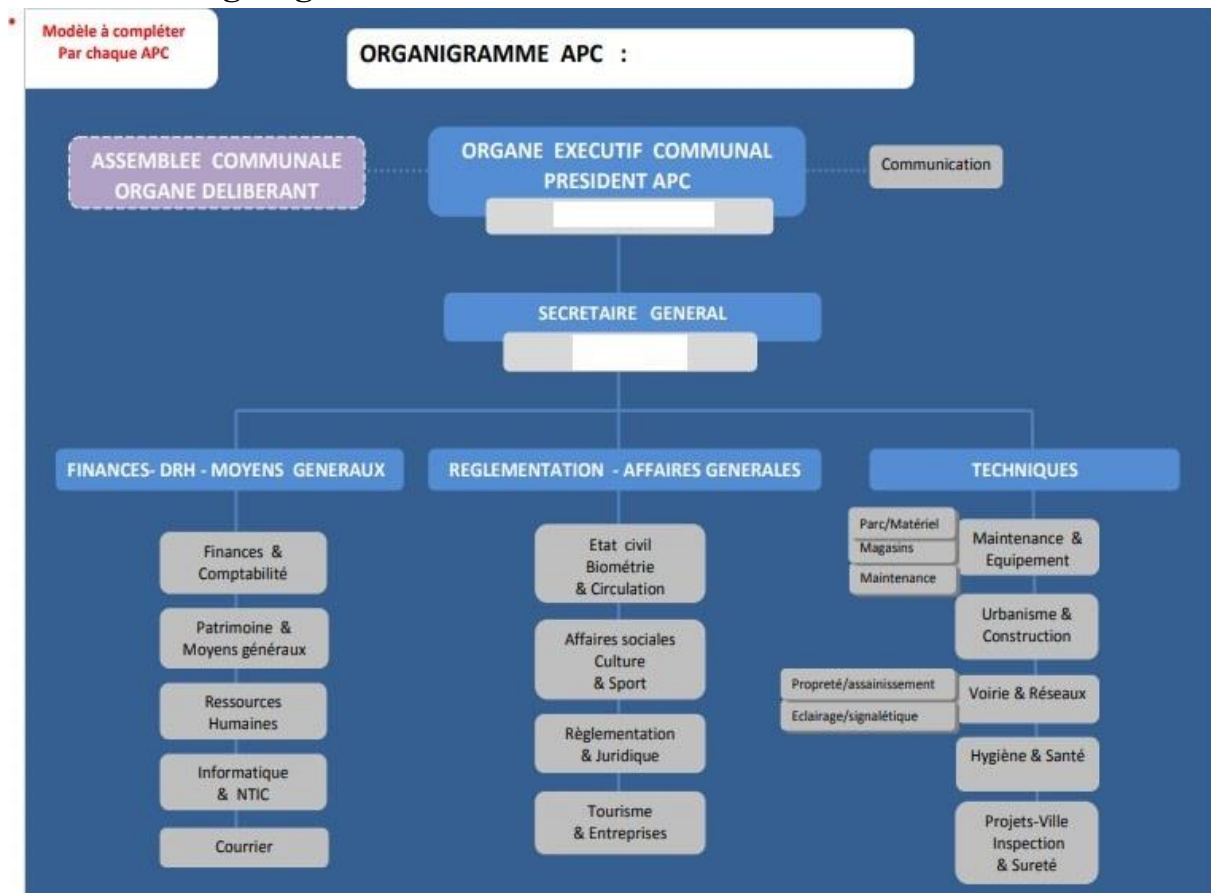 Modèle à compléter
Par chaque APC
ORGANIGRAMME APC :
ASSEMBLEE COMMUNALE
ORGANE DELIBERANT
ORGANE EXECUTIF COMMUNAL
PRESIDENT APC
Communication
SECRETAIRE GENERAL
FINANCES- DRH - MOYENS GENERAUX
Finances &
Comptabilité
Patrimoine &
Moyens généraux
Ressources
Humaines
Informatique
& NTIC
Courrier
REGLEMENTATION - AFFAIRES GENERALES
Etat civil
Biométrie
& Circulation
Affaires sociales
Culture
& Sport
Règlementation
& Juridique
Tourisme
& Entreprises
TECHNIQUES
Parc/Matériel
Magasins
Maintenance
Maintenance &
Equipement
Urbanisme &
Construction
Propreté/assainissement
Eclairage/signalétique
Voirie & Réseaux
Hygiène & Santé
Projets-Ville
Inspection
& Sureté